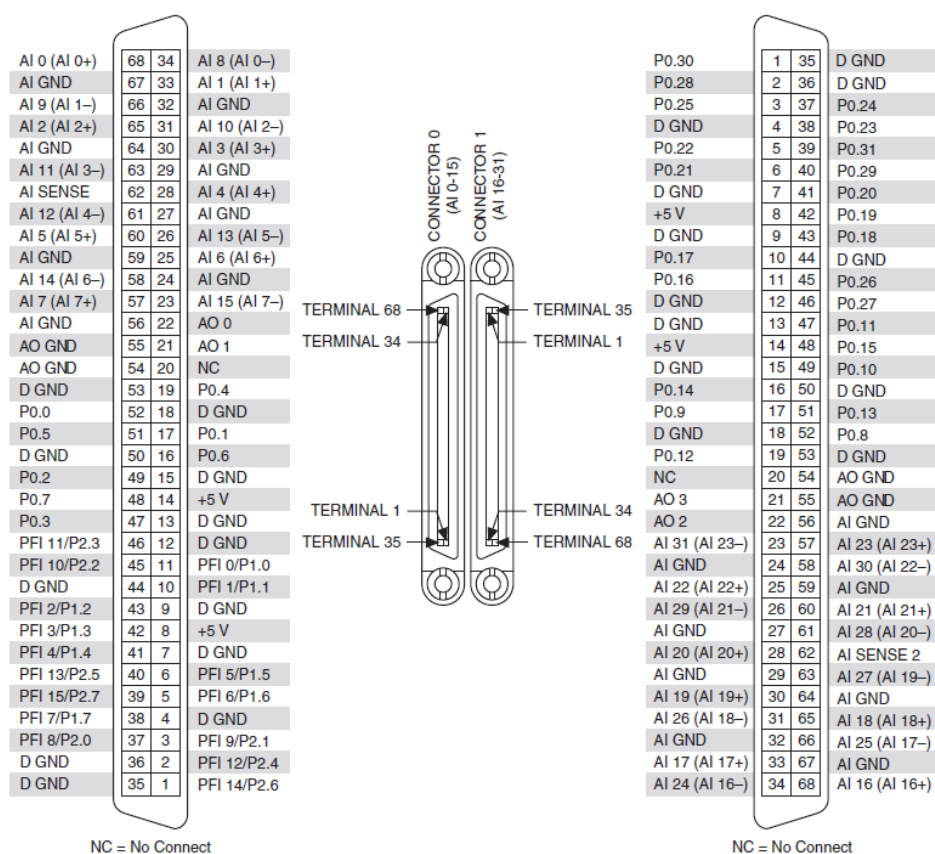 AI 0 (AI 0+) 68 34 AI 8 (AI 0–)
AI GND 67 33 AI 1 (AI 1+)
AI 9 (AI 1–) 66 32 AI GND
AI 2 (AI 2+) 65 31 AI 10 (AI 2–)
AI GND 64 30 AI 3 (AI 3+)
AI 11 (AI 3–) 63 29 AI GND
AI SENSE 62 28 AI 4 (AI 4+)
AI 12 (AI 4–) 61 27 AI GND
AI 5 (AI 5+) 60 26 AI 13 (AI 5–)
AI GND 59 25 AI 6 (AI 6+)
AI 14 (AI 6–) 58 24 AI GND
AI 7 (AI 7+) 57 23 AI 15 (AI 7–)
AI GND 56 22 AO 0
AO GND 55 21 AO 1
AO GND 54 20 NC
D GND 53 19 P0.4
P0.0 52 18 D GND
P0.5 51 17 P0.1
D GND 50 16 P0.6
P0.2 49 15 D GND
P0.7 48 14 +5 V
P0.3 47 13 D GND
PFI 11/P2.3 46 12 D GND
PFI 10/P2.2 45 11 PFI 0/P1.0
D GND 44 10 PFI 1/P1.1
PFI 2/P1.2 43 9 D GND
PFI 3/P1.3 42 8 +5 V
PFI 4/P1.4 41 7 D GND
PFI 13/P2.5 40 6 PFI 5/P1.5
PFI 15/P2.7 39 5 PFI 6/P1.6
PFI 7/P1.7 38 4 D GND
PFI 8/P2.0 37 3 PFI 9/P2.1
D GND 36 2 PFI 12/P2.4
D GND 35 1 PFI 14/P2.6
NC = No Connect
CONNECTOR 0
(AI 0-15)
CONNECTOR 1
(AI 16-31)
TERMINAL 68
TERMINAL 34
TERMINAL 35
TERMINAL 1
TERMINAL 1
TERMINAL 35
TERMINAL 34
TERMINAL 68
P0.30 1 35 D GND
P0.28 2 36 D GND
P0.25 3 37 P0.24
D GND 4 38 P0.23
P0.22 5 39 P0.31
P0.21 6 40 P0.29
D GND 7 41 P0.20
+5 V 8 42 P0.19
D GND 9 43 P0.18
P0.17 10 44 D GND
P0.16 11 45 P0.26
D GND 12 46 P0.27
D GND 13 47 P0.11
+5 V 14 48 P0.15
D GND 15 49 P0.10
P0.14 16 50 D GND
P0.9 17 51 P0.13
D GND 18 52 P0.8
P0.12 19 53 D GND
NC 20 54 AO GND
AO 3 21 55 AO GND
AO 2 22 56 AI GND
AI 31 (AI 23–) 23 57 AI 23 (AI 23+)
AI GND 24 58 AI 30 (AI 22–)
AI 22 (AI 22+) 25 59 AI GND
AI 29 (AI 21–) 26 60 AI 21 (AI 21+)
AI GND 27 61 AI 28 (AI 20–)
AI 20 (AI 20+) 28 62 AI SENSE 2
AI GND 29 63 AI 27 (AI 19–)
AI 19 (AI 19+) 30 64 AI GND
AI 26 (AI 18–) 31 65 AI 18 (AI 18+)
AI GND 32 66 AI 25 (AI 17–)
AI 17 (AI 17+) 33 67 AI GND
AI 24 (AI 16–) 34 68 AI 16 (AI 16+)
NC = No Connect